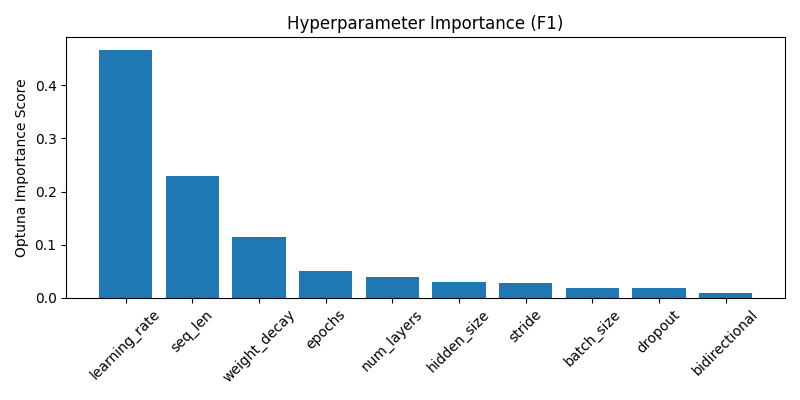 Hyperparameter Importance (F1)
Optuna Importance Score
0.4
0.3
0.2
0.1
0.0
learning_rate
seq_len
weight_decay
epochs
num_layers
hidden_size
stride
batch_size
dropout
bidirectional